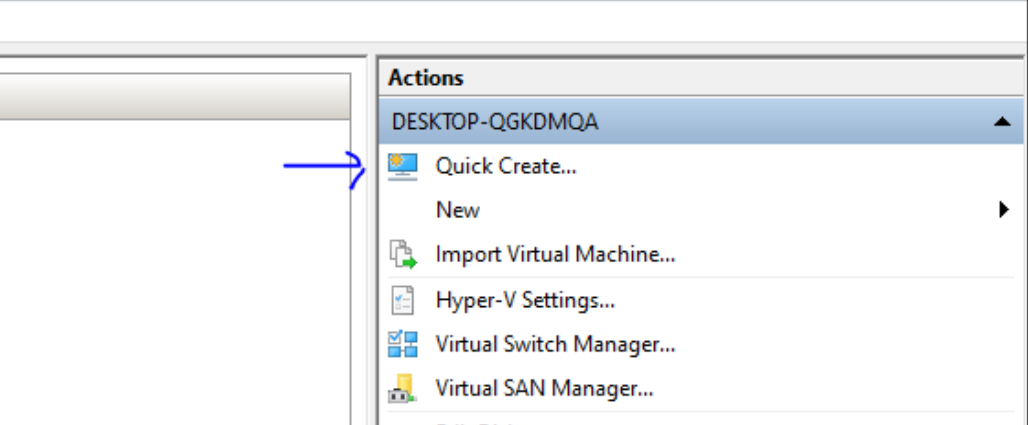 Actions
DESKTOP-QGKDMQA
Quick Create...
New
Import Virtual Machine...
Hyper-V Settings...
Virtual Switch Manager...
Virtual SAN Manager...